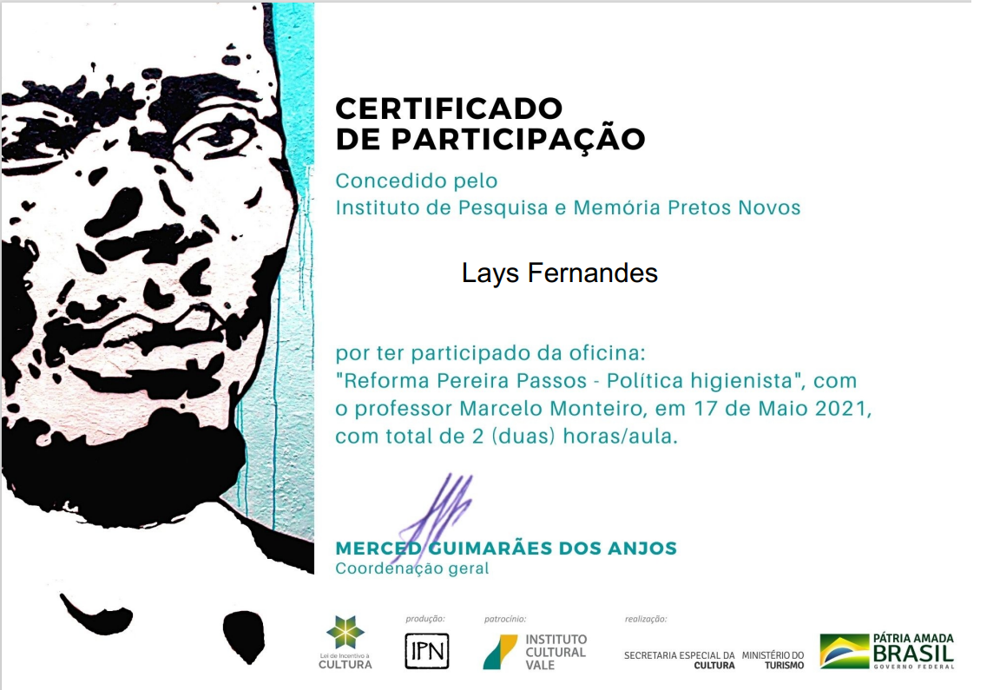 CERTIFICADO
DE PARTICIPAÇÃO
Concedido pelo
Instituto de Pesquisa e Memória Pretos Novos
Lays Fernandes
por ter participado da oficina:
"Reforma Pereira Passos - Política higienista", com
o professor Marcelo Monteiro, em 17 de Maio 2021,
com total de 2 (duas) horas/aula.
MERCED GUIMARÃES DOS ANJOS
Coordenação geral
Lei de Incentivo à
CULTURA
produção:
IPN
patrocínio:
INSTITUTO
CULTURAL
VALE
realização:
SECRETARIA ESPECIAL DA
CULTURA
MINISTÉRIO DO
TURISMO
PÁTRIA AMADA
BRASIL
GOVERNO FEDERAL